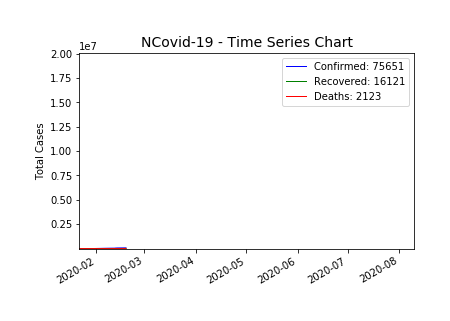 NCovid-19 - Time Series Chart
1e7
Confirmed: 75651
Recovered: 16121
Deaths: 2123
Total Cases
2.00
1.75
1.50
1.25
1.00
0.75
0.50
0.25
2020-02
2020-03
2020-04
2020-05
2020-06
2020-07
2020-08